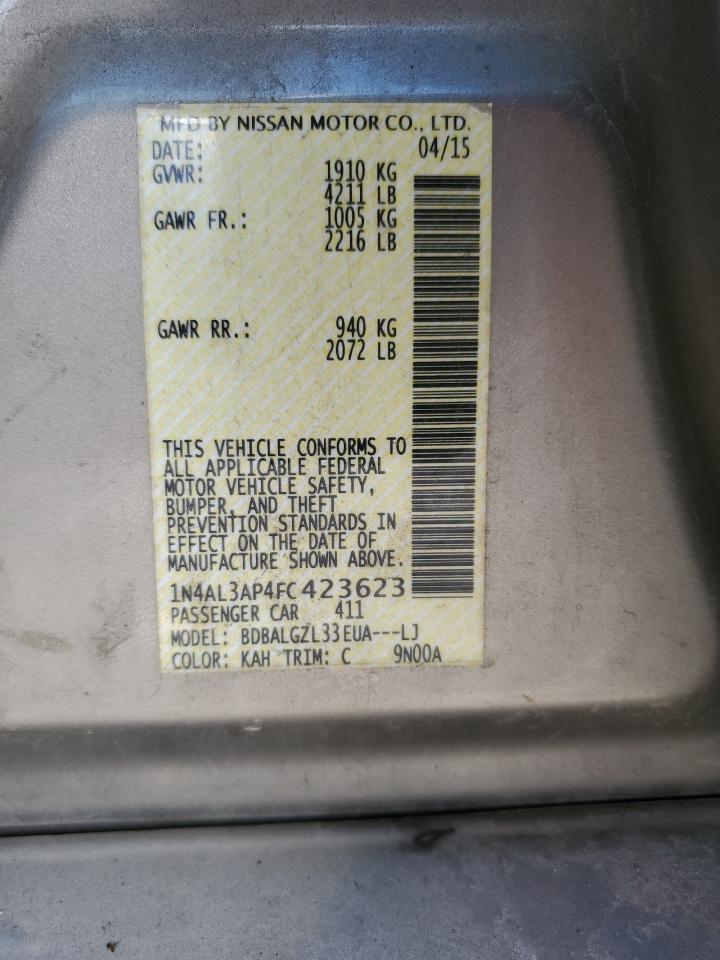 MFD BY NISSAN MOTOR CO., LTD.
DATE: 04/15
GVWR: 1910 KG
4211 LB
GAWR FR.: 1005 KG
2216 LB
GAWR RR.: 940 KG
2072 LB
THIS VEHICLE CONFORMS TO
ALL APPLICABLE FEDERAL
MOTOR VEHICLE SAFETY,
BUMPER, AND THEFT
PREVENTION STANDARDS IN
EFFECT ON THE DATE OF
MANUFACTURE SHOWN ABOVE.
1N4AL3AP4FC423623
PASSENGER CAR 411
MODEL: BDBALGZL33EUA---LJ
COLOR: KAH TRIM: C 9N00A